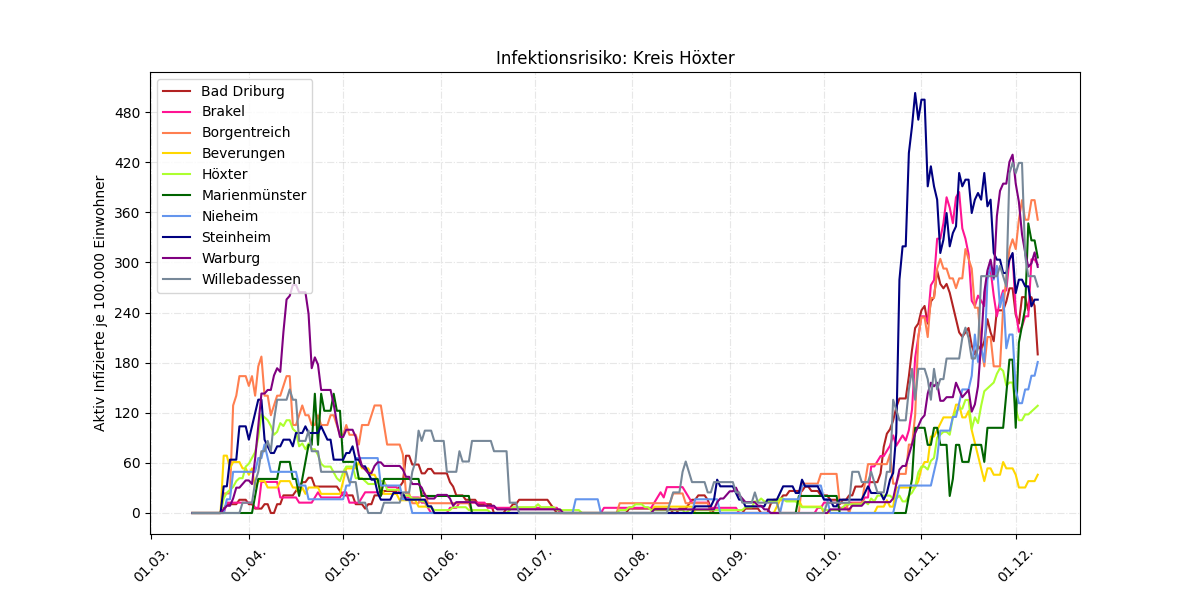 Infektionsrisiko: Kreis Höxter
Aktiv Infizierte je 100.000 Einwohner
480
420
360
300
240
180
120
60
0
Bad Driburg
Brakel
Borgentreich
Beverungen
Höxter
Marienmünster
Nieheim
Steinheim
Warburg
Willebadessen
01.03.
01.04.
01.05.
01.06.
01.07.
01.08.
01.09.
01.10.
01.11.
01.12.